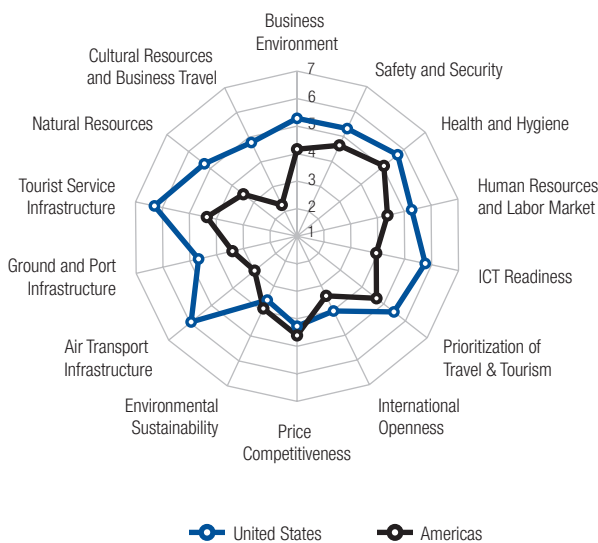 Business
Environment
Cultural Resources
and Business Travel
Safety and Security
Natural Resources
Health and Hygiene
Tourist Service
Infrastructure
Human Resources
and Labor Market
Ground and Port
Infrastructure
ICT Readiness
Air Transport
Infrastructure
Prioritization of
Travel & Tourism
Environmental
Sustainability
International
Openness
Price
Competitiveness
7
6
5
4
3
2
1
United States
Americas